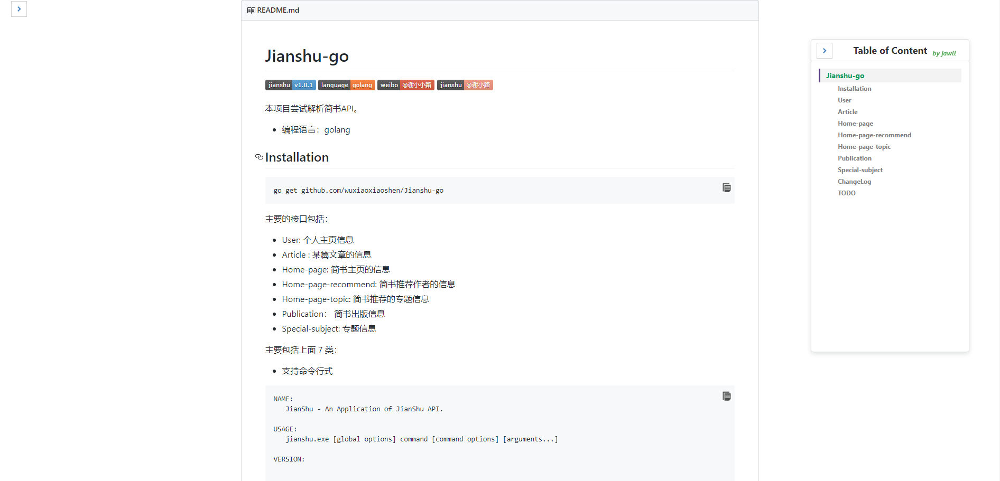 README.md
Jianshu-go
jianshu v1.0.1 language golang weibo @谢小小路 jianshu @谢小路
本项目尝试解析简书API。
编程语言：golang
Installation
go get github.com/wuxiaoxiaoshen/Jianshu-go
主要的接口包括：
User: 个人主页信息
Article : 某篇文章的信息
Home-page: 简书主页的信息
Home-page-recommend: 简书推荐作者的信息
Home-page-topic: 简书推荐的专题信息
Publication： 简书出版信息
Special-subject: 专题信息
主要包括上面 7 类：
支持命令行式
NAME:
JianShu - An Application of JianShu API.
USAGE:
jianshu.exe [global options] command [command options] [arguments...]
VERSION:
Table of Content by jawil
Jianshu-go
Installation
User
Article
Home-page
Home-page-recommend
Home-page-topic
Publication
Special-subject
ChangeLog
TODO